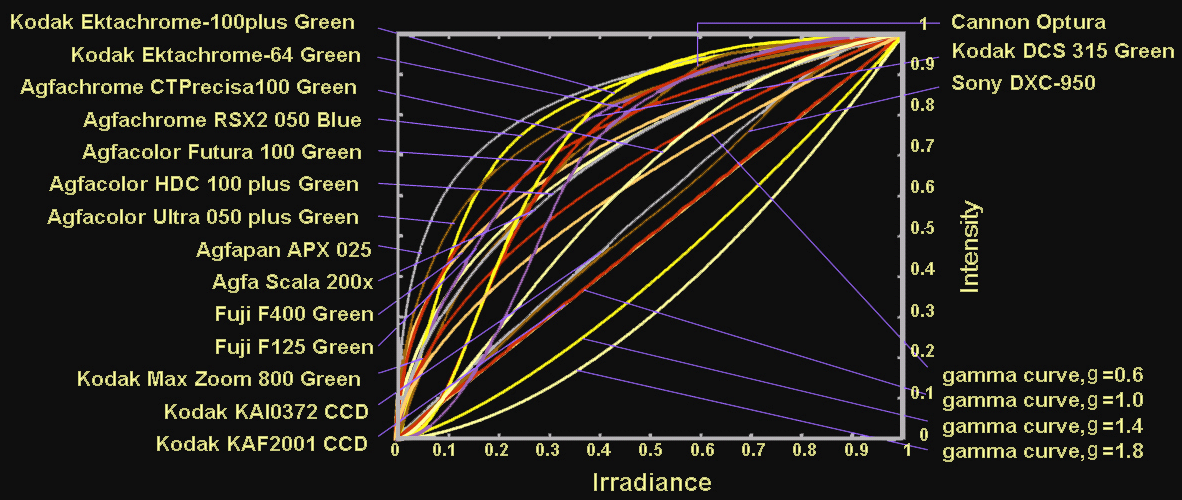 Kodak Ektachrome-100plus Green
Kodak Ektachrome-64 Green
Agfachrome CTPrecisa100 Green
Agfachrome RSX2 050 Blue
Agfacolor Futura 100 Green
Agfacolor HDC 100 plus Green
Agfacolor Ultra 050 plus Green
Agfapan APX 025
Agfa Scala 200x
Fuji F400 Green
Fuji F125 Green
Kodak Max Zoom 800 Green
Kodak KAI0372 CCD
Kodak KAF2001 CCD
Cannon Optura
Kodak DCS 315 Green
Sony DXC-950
gamma curve,g=0.6
gamma curve,g=1.0
gamma curve,g=1.4
gamma curve,g=1.8
1
0.9
0.8
0.7
0.6
0.5
0.4
0.3
0.2
0.1
0
Intensity
0 0.1 0.2 0.3 0.4 0.5 0.6 0.7 0.8 0.9 1
Irradiance